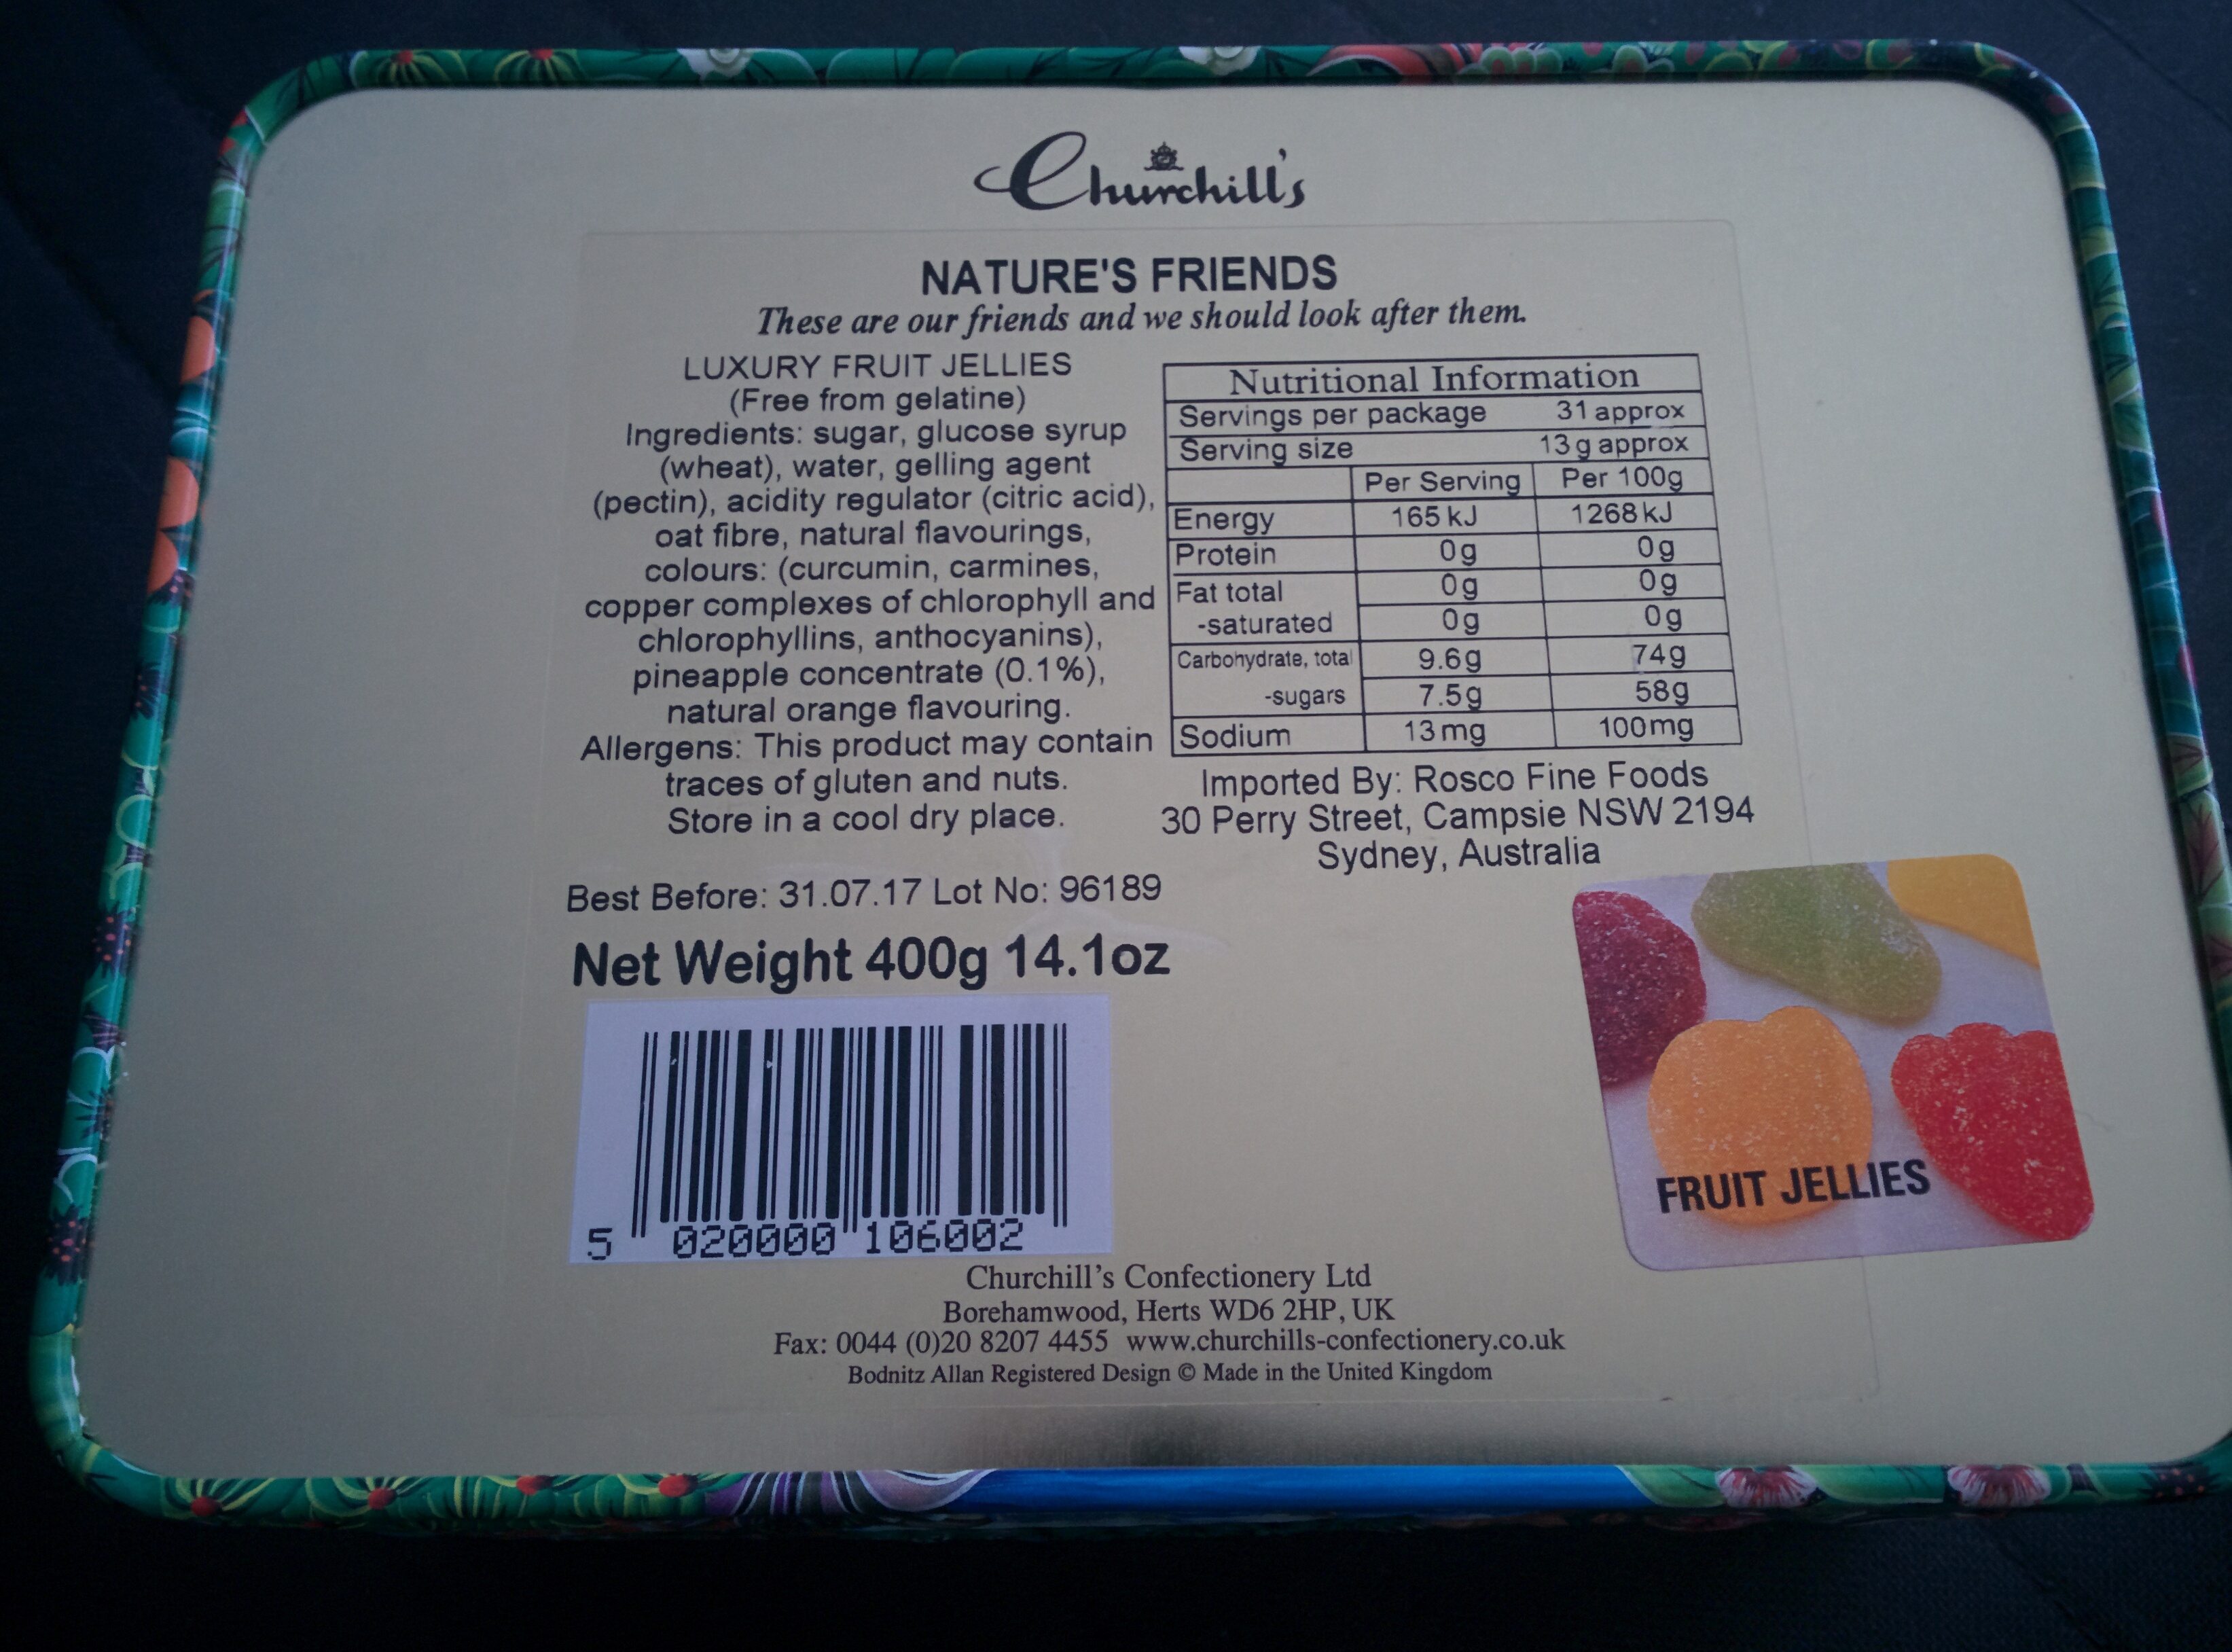 Churchill's
NATURE'S FRIENDS
These are our friends and we should look after them.
LUXURY FRUIT JELLIES
(Free from gelatine)
Ingredients: sugar, glucose syrup
(wheat), water, gelling agent
(pectin), acidity regulator (citric acid),
oat fibre, natural flavourings,
colours: (curcumin, carmines,
copper complexes of chlorophyll and
chlorophyllins, anthocyanins),
pineapple concentrate (0.1%),
natural orange flavouring.
Allergens: This product may contain
traces of gluten and nuts.
Store in a cool dry place.
Nutritional Information
Servings per package 31 approx
Serving size 13 g approx
Per Serving Per 100g
Energy 165 kJ 1268 kJ
Protein 0g 0g
Fat total 0g 0g
-saturated 0g 0g
Carbohydrate, total 9.6g 74g
-sugars 7.5g 58g
Sodium 13 mg 100mg
Imported By: Rosco Fine Foods
30 Perry Street, Campsie NSW 2194
Sydney, Australia
Best Before: 31.07.17 Lot No: 96189
Net Weight 400g 14.1oz
5 020000 106002
FRUIT JELLIES
Churchill's Confectionery Ltd
Borehamwood, Herts WD6 2HP, UK
Fax: 0044 (0)20 8207 4455 www.churchills-confectionery.co.uk
Bodnitz Allan Registered Design © Made in the United Kingdom